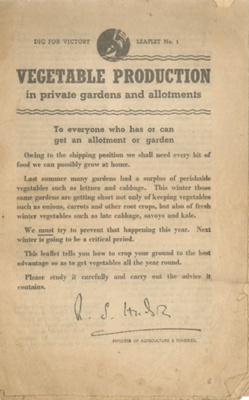 DIG FOR VICTORY LEAFLET No. 1
VEGETABLE PRODUCTION
in private gardens and allotments
To everyone who has or can
get an allotment or garden
Owing to the shipping position we shall need every bit of
food we can possibly grow at home.
Last summer many gardens had a surplus of perishable
vegetables such as lettuce and cabbage. This winter those
same gardens are getting short not only of keeping vegetables
such as onions, carrots and other root crops, but also of fresh
winter vegetables such as late cabbage, savoys and kale.
We must try to prevent that happening this year. Next
winter is going to be a critical period.
This leaflet tells you how to crop your ground to the best
advantage so as to get vegetables all the year round.
Please study it carefully and carry out the advice it
contains.
R. S. Hudson
MINISTER OF AGRICULTURE & FISHERIES.